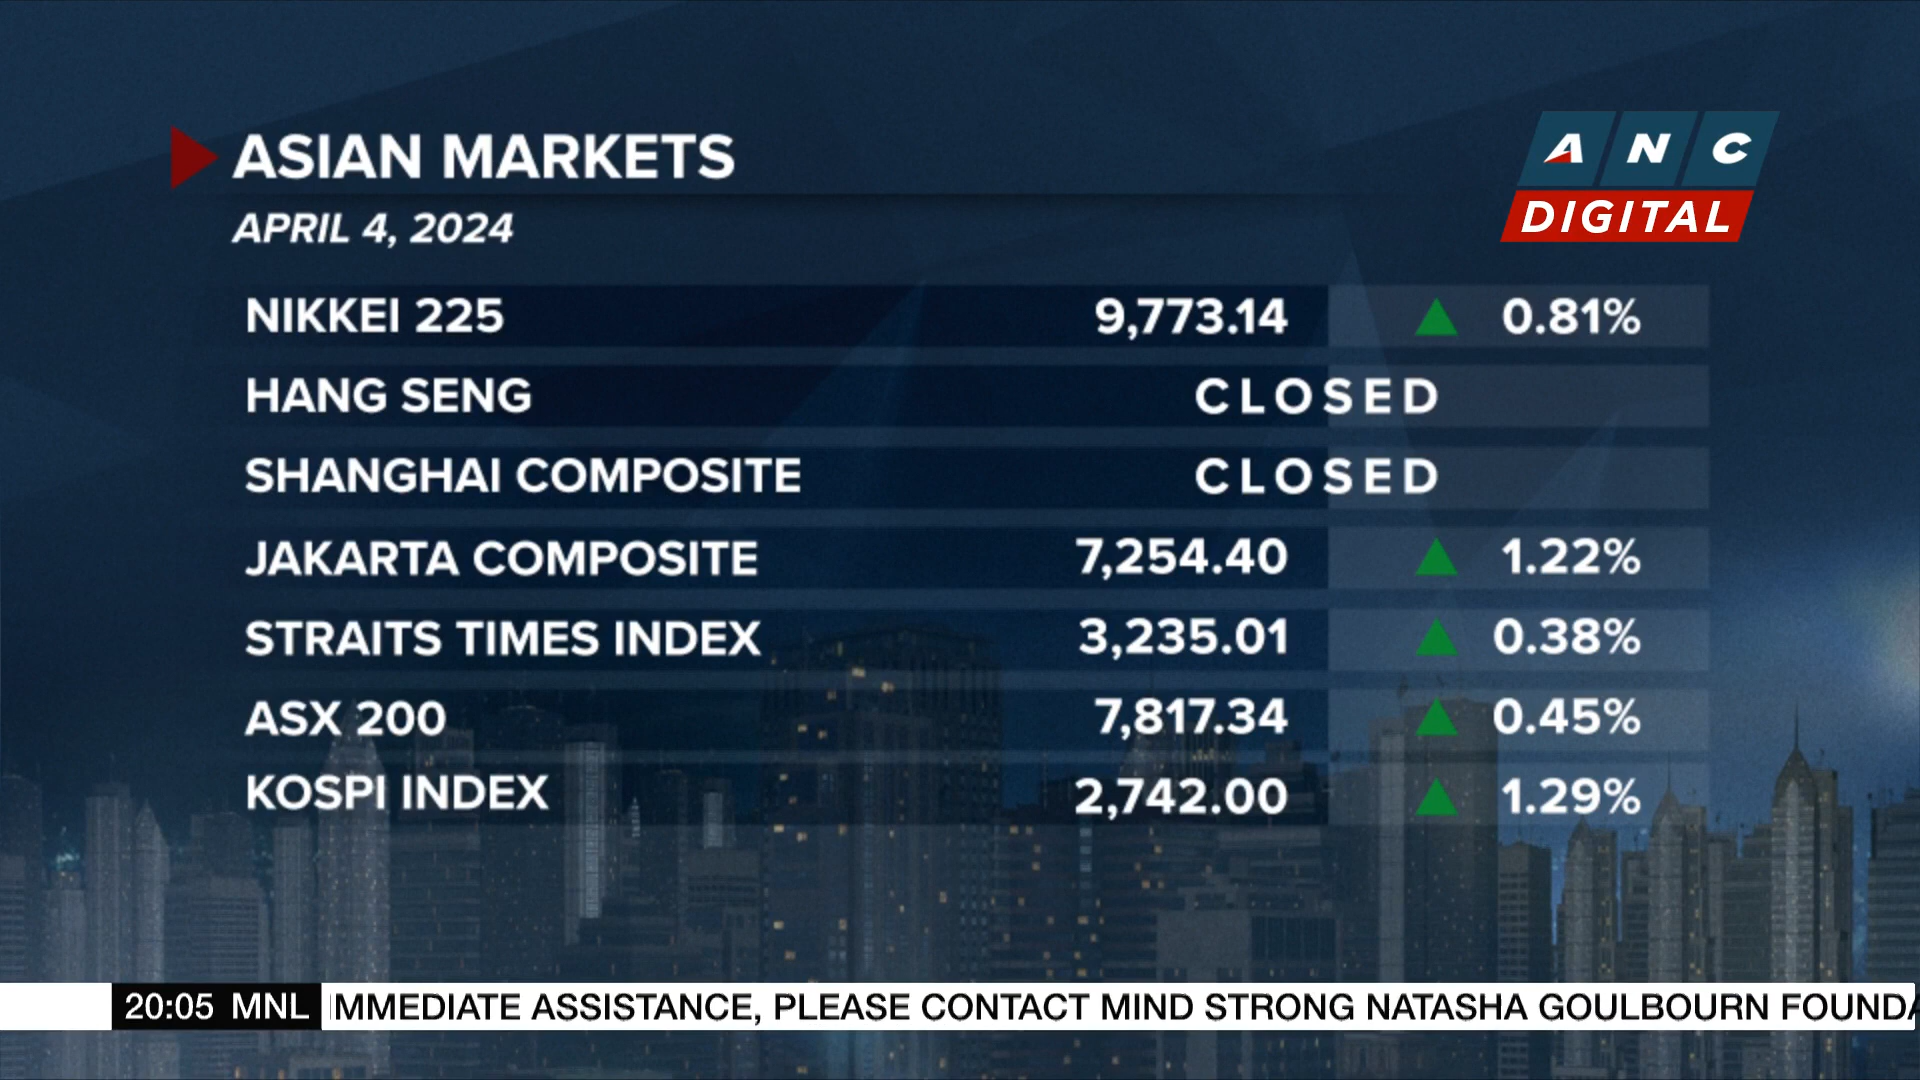 ASIAN MARKETS
APRIL 4, 2024
ANC
DIGITAL
NIKKEI 225 9,773.14 ▲ 0.81%
HANG SENG CLOSED
SHANGHAI COMPOSITE CLOSED
JAKARTA COMPOSITE 7,254.40 ▲ 1.22%
STRAITS TIMES INDEX 3,235.01 ▲ 0.38%
ASX 200 7,817.34 ▲ 0.45%
KOSPI INDEX 2,742.00 ▲ 1.29%
20:05 MNL MMEDIATE ASSISTANCE, PLEASE CONTACT MIND STRONG NATASHA GOULBOURN FOUNDA